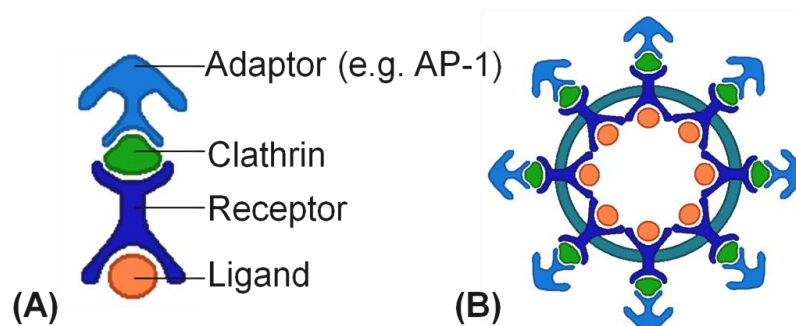 Adaptor (e.g. AP-1)
Clathrin
Receptor
Ligand
(A)
(B)